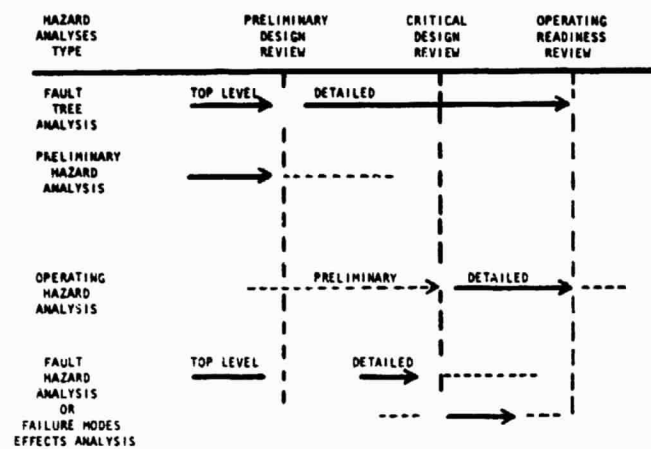 HAZARD ANALYSES TYPE
PRELIMINARY DESIGN REVIEW
CRITICAL DESIGN REVIEW
OPERATING READINESS REVIEW
FAULT TREE ANALYSIS
TOP LEVEL
DETAILED
PRELIMINARY HAZARD ANALYSIS
OPERATING HAZARD ANALYSIS
PRELIMINARY
DETAILED
FAULT HAZARD ANALYSIS OR FAILURE MODES EFFECTS ANALYSIS
TOP LEVEL
DETAILED